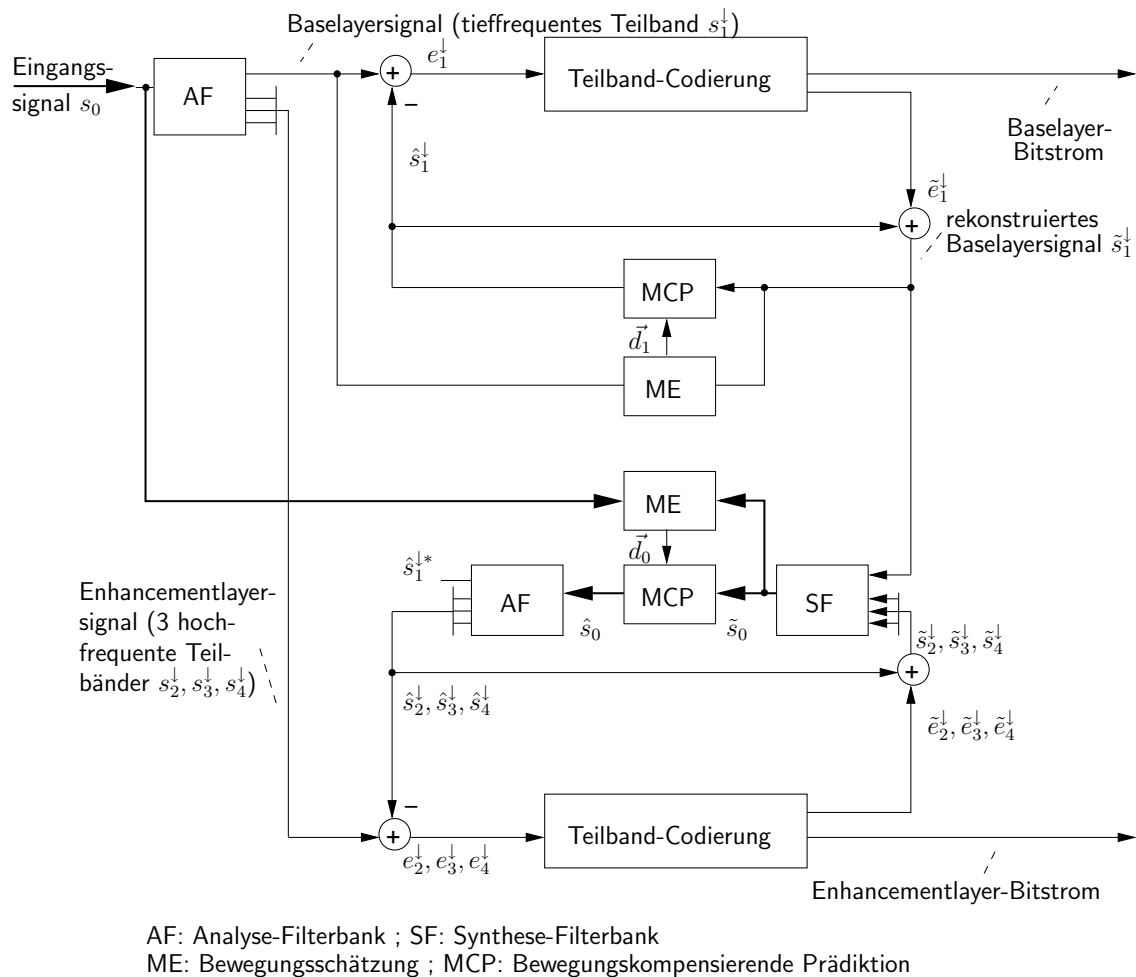 Baselayersignal (tieffrequentes Teilband s₁↓)
Eingangs-
signal s₀
AF
e₁↓
+
−
Teilband-Codierung
Baselayer-
Bitstrom
ŝ₁↓
ẽ₁↓
+
rekonstruiertes
Baselayersignal s̃₁↓
MCP
d⃗₁
ME
ME
d⃗₀
ŝ₁↓*
AF
ŝ₀
MCP
s̃₀
SF
Enhancementlayer-
signal (3 hoch-
frequente Teil-
bänder s₂↓, s₃↓, s₄↓)
s̃₂↓, s̃₃↓, s̃₄↓
+
ŝ₂↓, ŝ₃↓, ŝ₄↓
ẽ₂↓, ẽ₃↓, ẽ₄↓
−
+
e₂↓, e₃↓, e₄↓
Teilband-Codierung
Enhancementlayer-Bitstrom
AF: Analyse-Filterbank ; SF: Synthese-Filterbank
ME: Bewegungsschätzung ; MCP: Bewegungskompensierende Prädiktion